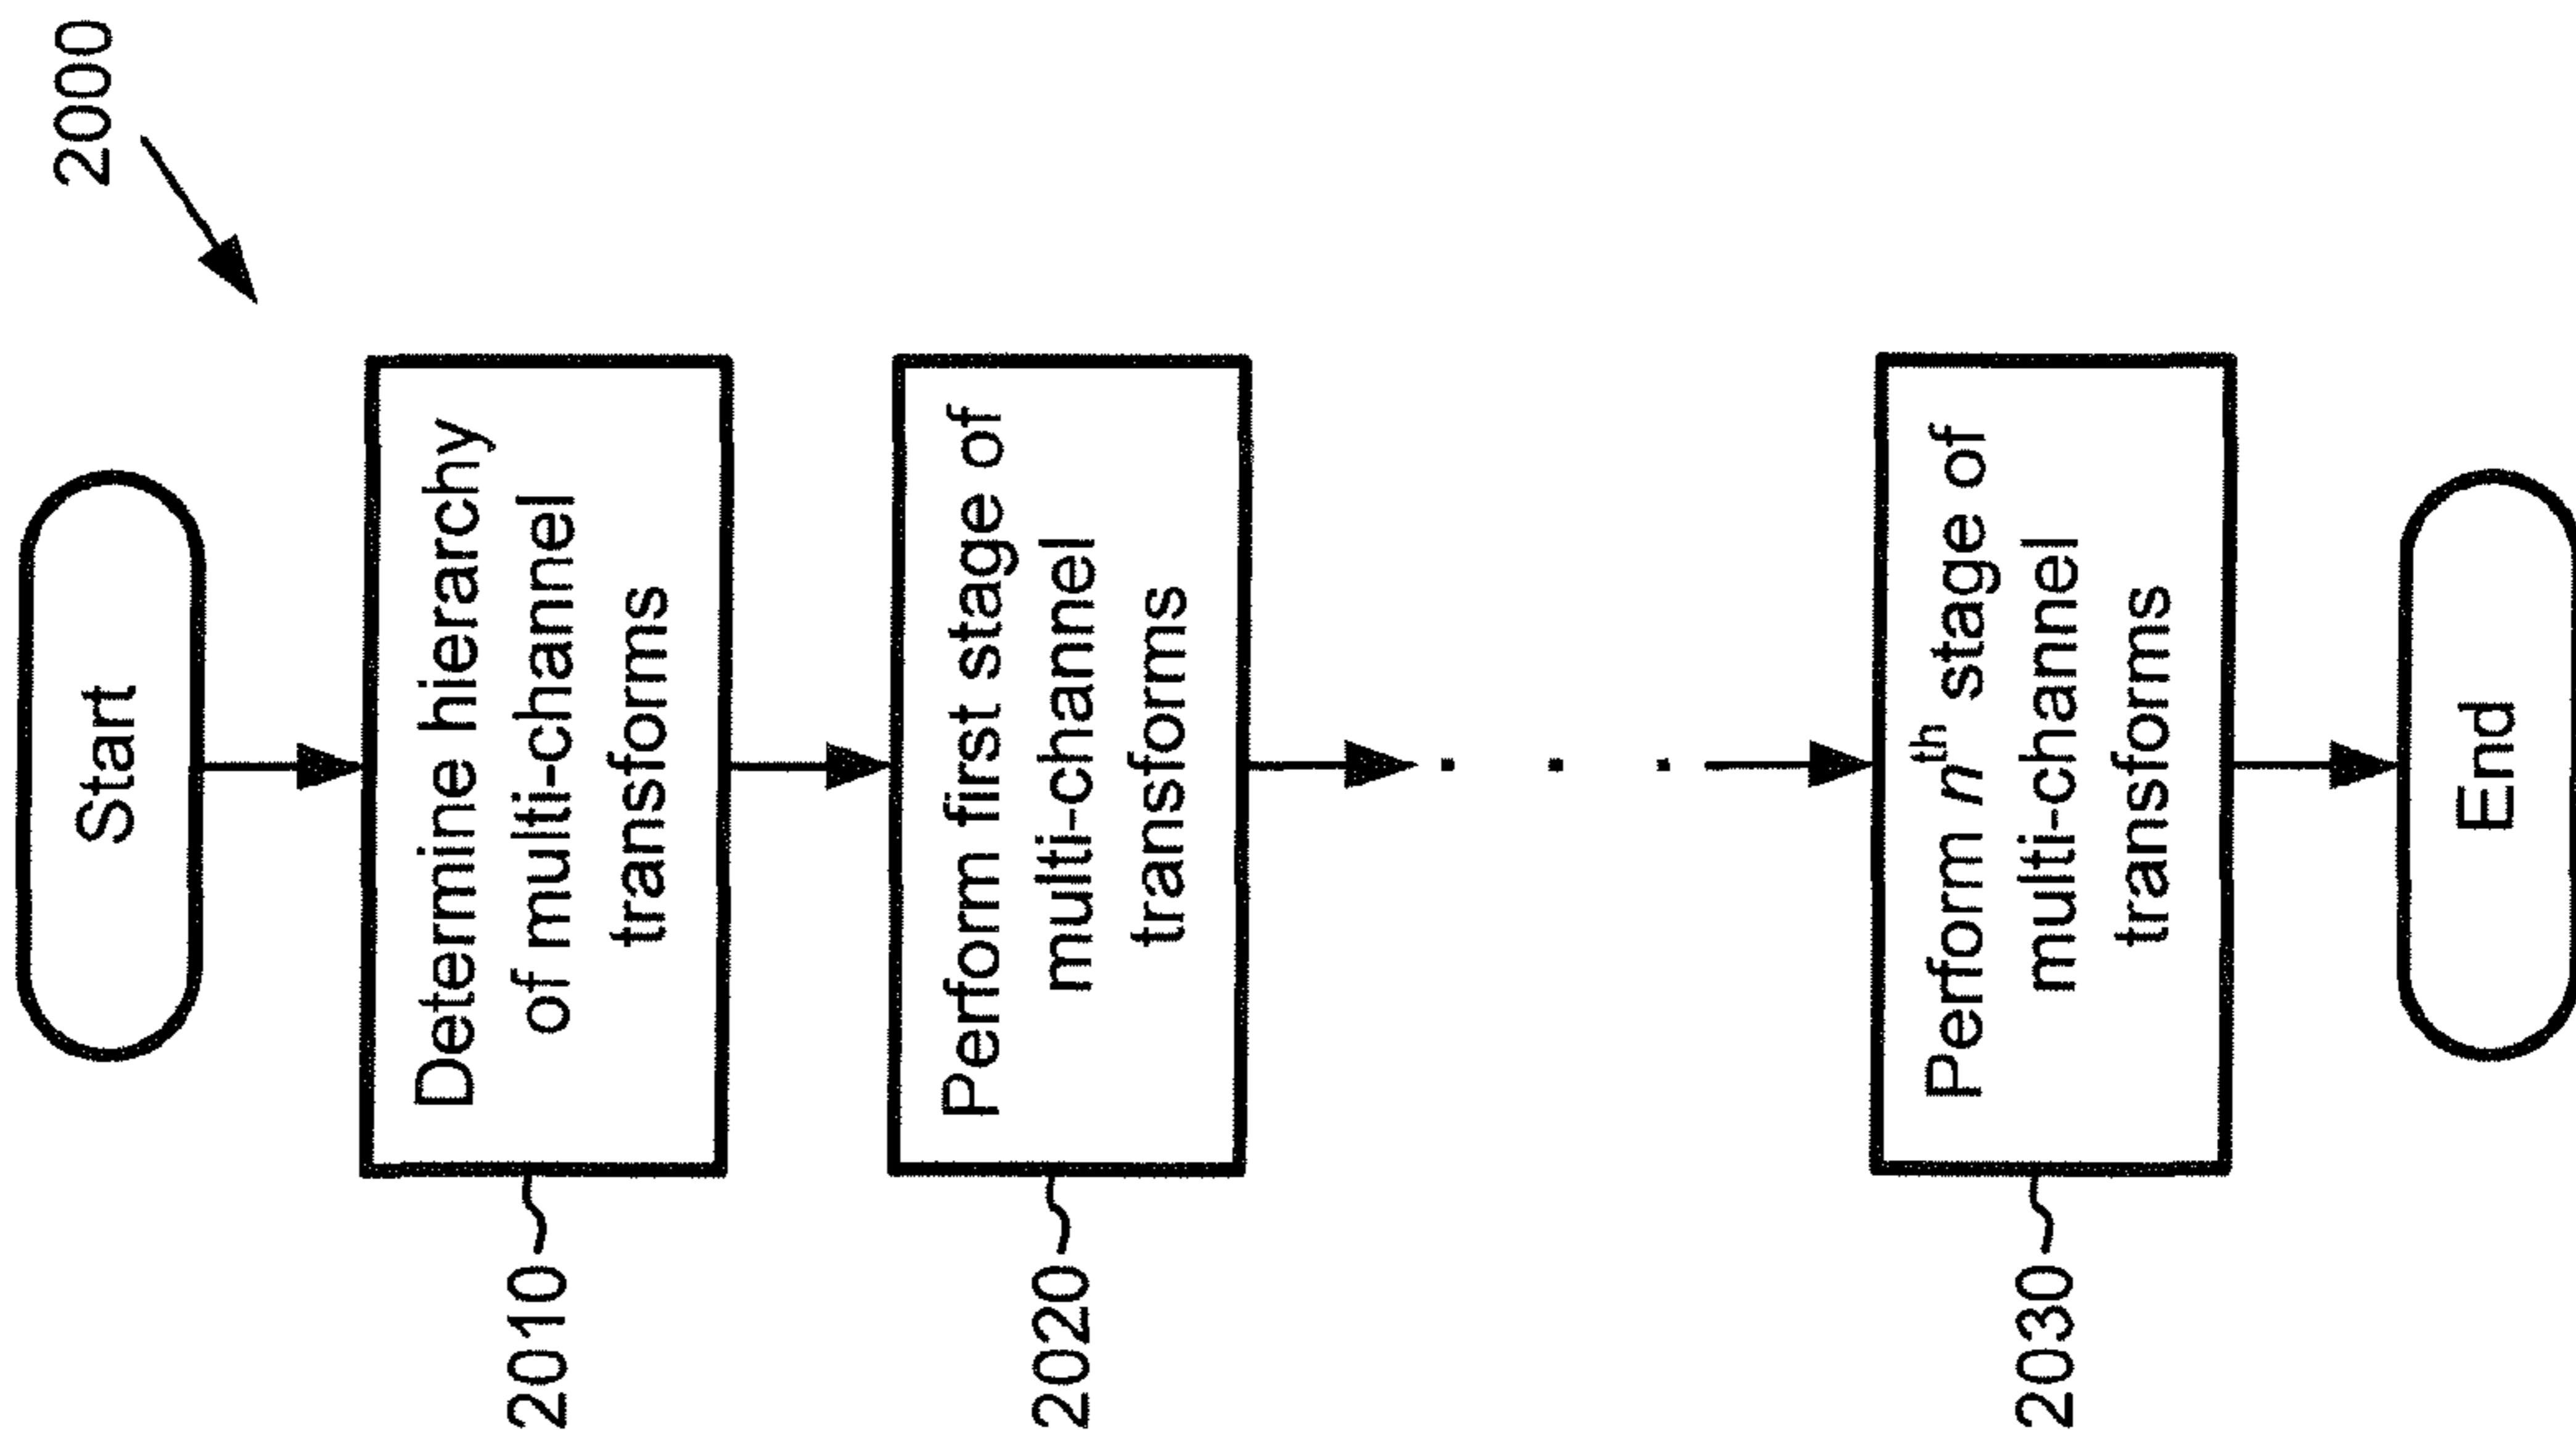 2000
Start
2010
Determine hierarchy
of multi-channel
transforms
2020
Perform first stage of
multi-channel
transforms
. . .
2030
Perform nth stage of
multi-channel
transforms
End